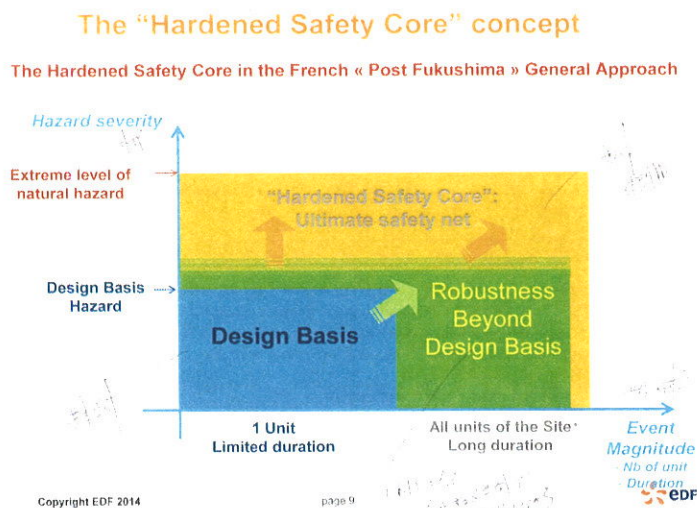 The “Hardened Safety Core” concept
The Hardened Safety Core in the French « Post Fukushima » General Approach
Hazard severity
Extreme level of
natural hazard
“Hardened Safety Core”:
Ultimate safety net
Design Basis
Hazard
Design Basis
Robustness
Beyond
Design Basis
1 Unit
Limited duration
All units of the Site
Long duration
Event
Magnitude
- Nb of unit
- Duration
Copyright EDF 2014
page 9
EDF